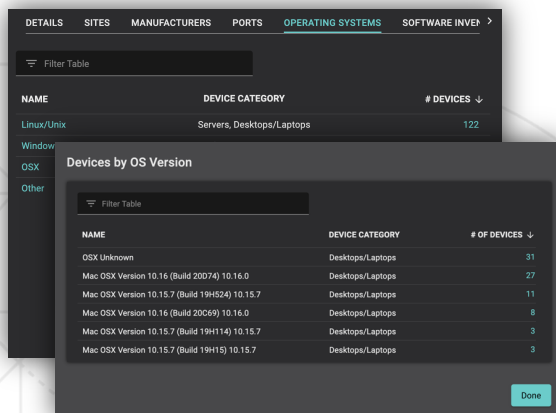 DETAILS SITES MANUFACTURERS PORTS OPERATING SYSTEMS SOFTWARE INVEN
Filter Table
NAME DEVICE CATEGORY # DEVICES
Linux/Unix Servers, Desktops/Laptops 122
Window
OSX
Other
Devices by OS Version
Filter Table
NAME DEVICE CATEGORY # OF DEVICES
OSX Unknown Desktops/Laptops 31
Mac OSX Version 10.16 (Build 20D74) 10.16.0 Desktops/Laptops 27
Mac OSX Version 10.15.7 (Build 19H524) 10.15.7 Desktops/Laptops 11
Mac OSX Version 10.16 (Build 20C69) 10.16.0 Desktops/Laptops 8
Mac OSX Version 10.15.7 (Build 19H114) 10.15.7 Desktops/Laptops 3
Mac OSX Version 10.15.7 (Build 19H15) 10.15.7 Desktops/Laptops 3
Done